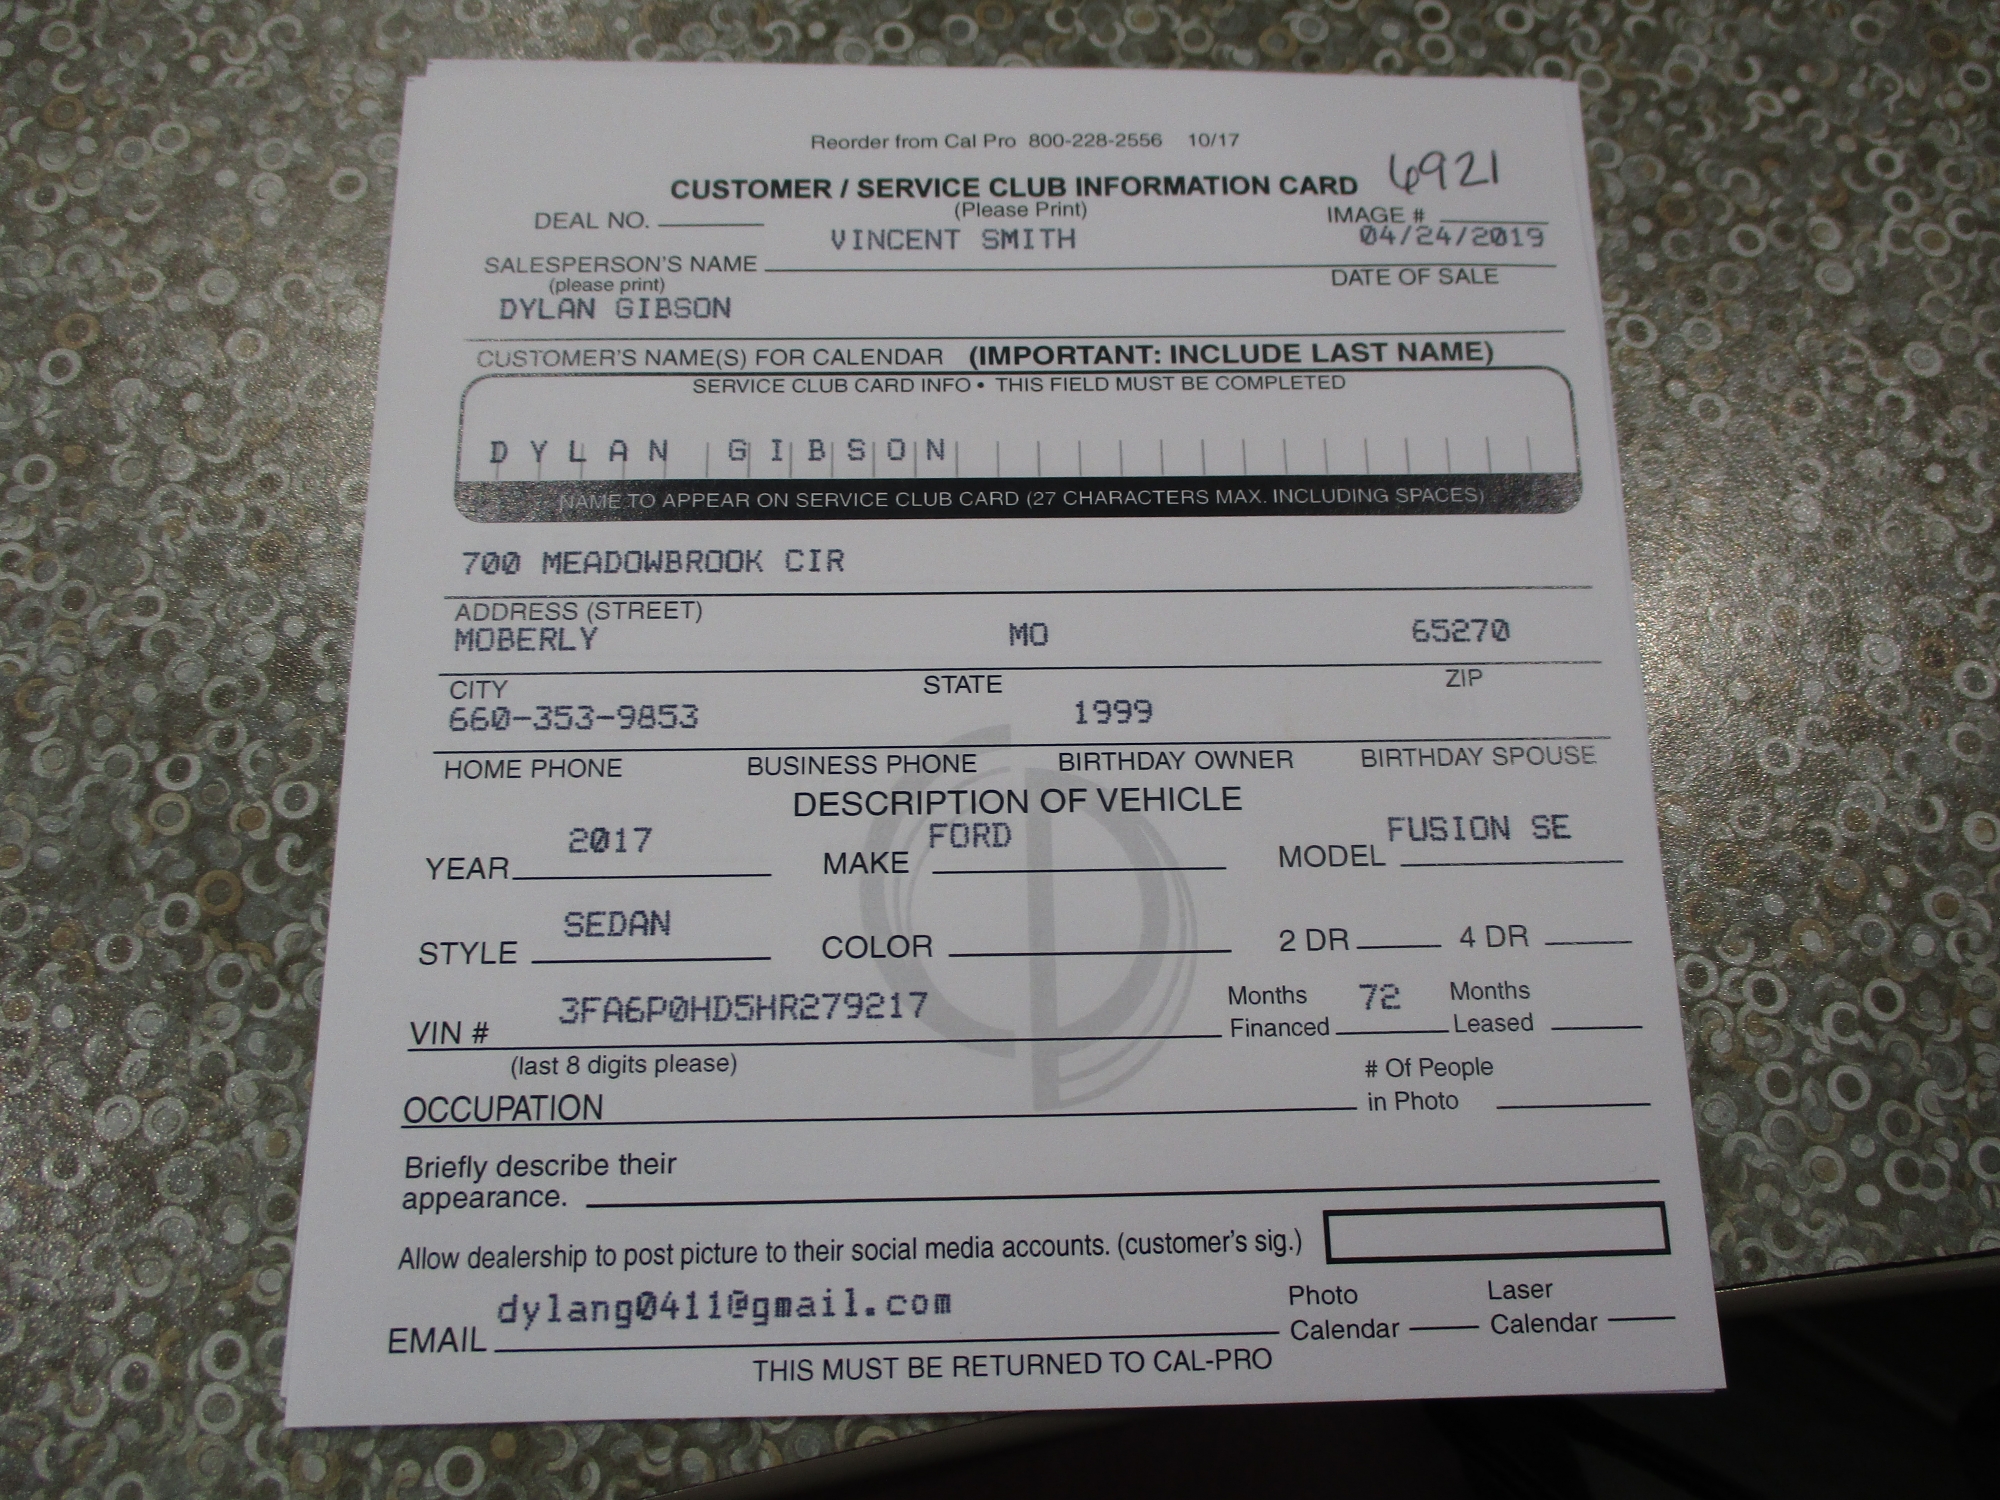 Reorder from Cal Pro 800-228-2556 10/17
CUSTOMER / SERVICE CLUB INFORMATION CARD 6921
(Please Print)
DEAL NO. IMAGE #
VINCENT SMITH 04/24/2019
SALESPERSON'S NAME DATE OF SALE
(please print)
DYLAN GIBSON
CUSTOMER'S NAME(S) FOR CALENDAR (IMPORTANT: INCLUDE LAST NAME)
SERVICE CLUB CARD INFO • THIS FIELD MUST BE COMPLETED
DYLAN GIBSON
NAME TO APPEAR ON SERVICE CLUB CARD (27 CHARACTERS MAX. INCLUDING SPACES)
700 MEADOWBROOK CIR
ADDRESS (STREET)
MOBERLY MO 65270
CITY STATE ZIP
660-353-9853 1999
HOME PHONE BUSINESS PHONE BIRTHDAY OWNER BIRTHDAY SPOUSE
DESCRIPTION OF VEHICLE
YEAR 2017 MAKE FORD MODEL FUSION SE
STYLE SEDAN COLOR 2 DR 4 DR
VIN # 3FA6P0HD5HR279217 Months Financed 72 Months Leased
(last 8 digits please)
OCCUPATION # Of People in Photo
Briefly describe their
appearance.
Allow dealership to post picture to their social media accounts. (customer's sig.)
EMAIL dylang0411@gmail.com Photo Calendar Laser Calendar
THIS MUST BE RETURNED TO CAL-PRO